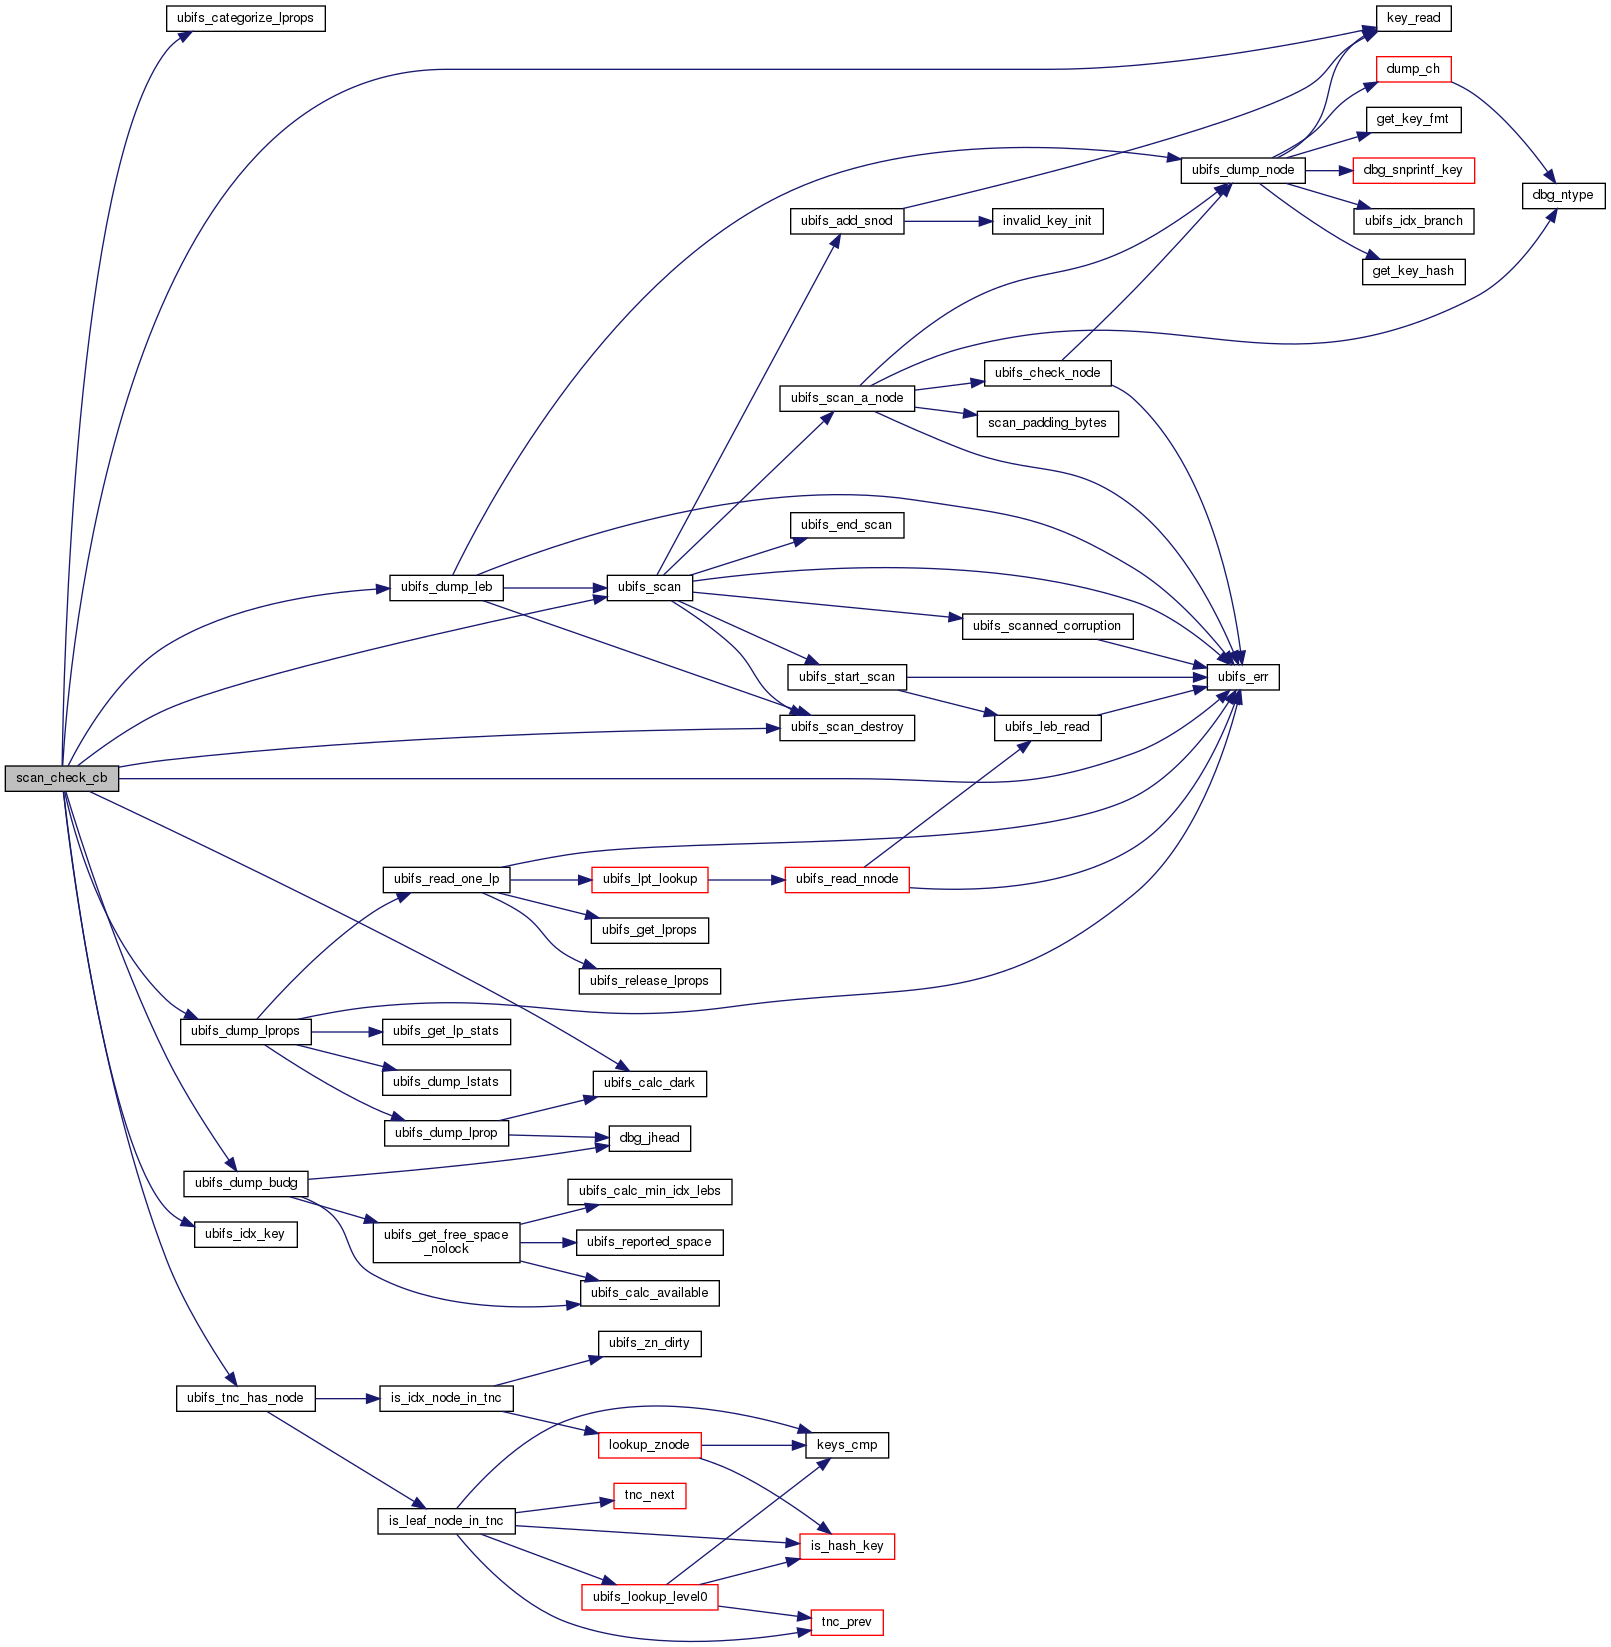 ubifs_categorize_lprops
key_read
dump_ch
get_key_fmt
ubifs_dump_node
dbg_snprintf_key
dbg_ntype
ubifs_add_snod
invalid_key_init
ubifs_idx_branch
get_key_hash
ubifs_check_node
ubifs_scan_a_node
scan_padding_bytes
ubifs_end_scan
ubifs_dump_leb
ubifs_scan
ubifs_scanned_corruption
ubifs_start_scan
ubifs_err
ubifs_leb_read
ubifs_scan_destroy
scan_check_cb
ubifs_read_one_lp
ubifs_lpt_lookup
ubifs_read_nnode
ubifs_get_lprops
ubifs_release_lprops
ubifs_dump_lprops
ubifs_get_lp_stats
ubifs_dump_lstats
ubifs_calc_dark
ubifs_dump_lprop
dbg_jhead
ubifs_dump_budg
ubifs_calc_min_idx_lebs
ubifs_idx_key
ubifs_get_free_space
_nolock
ubifs_reported_space
ubifs_calc_available
ubifs_zn_dirty
ubifs_tnc_has_node
is_idx_node_in_tnc
lookup_znode
keys_cmp
tnc_next
is_leaf_node_in_tnc
is_hash_key
ubifs_lookup_level0
tnc_prev